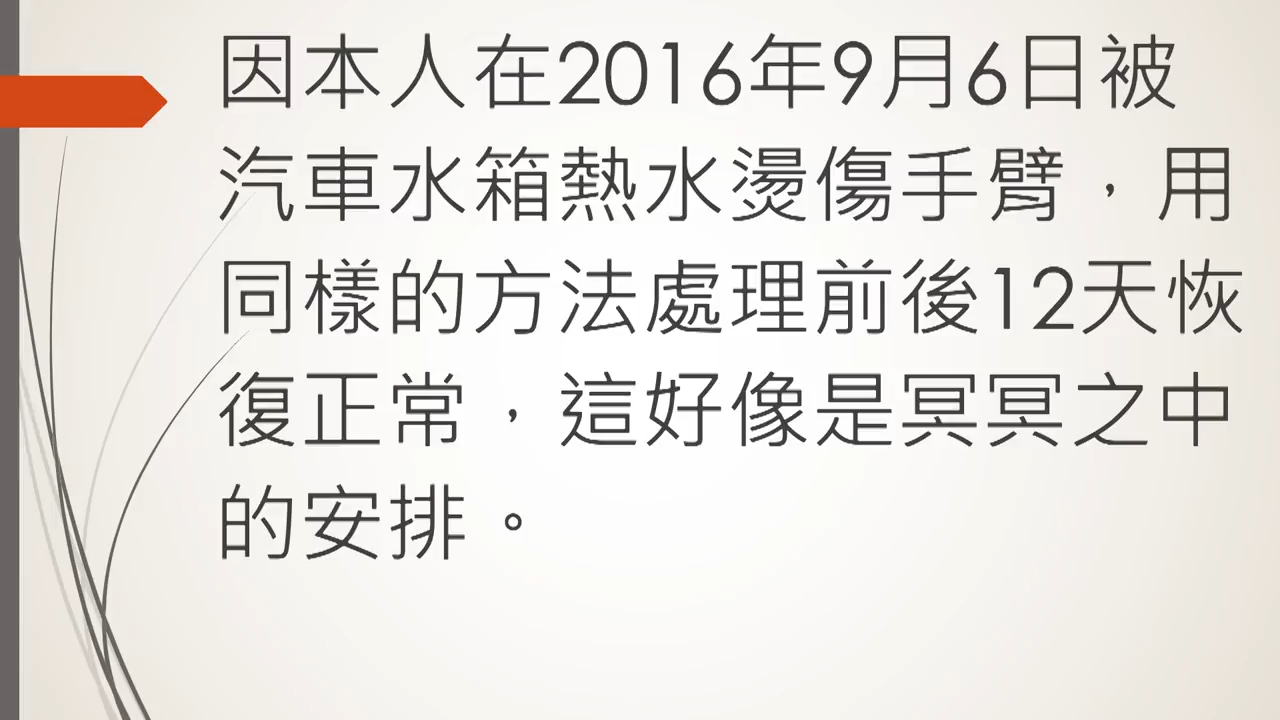 因本人在2016年9月6日被
汽車水箱熱水燙傷手臂，用
同樣的方法處理前後12天恢
復正常，這好像是冥冥之中
的安排。